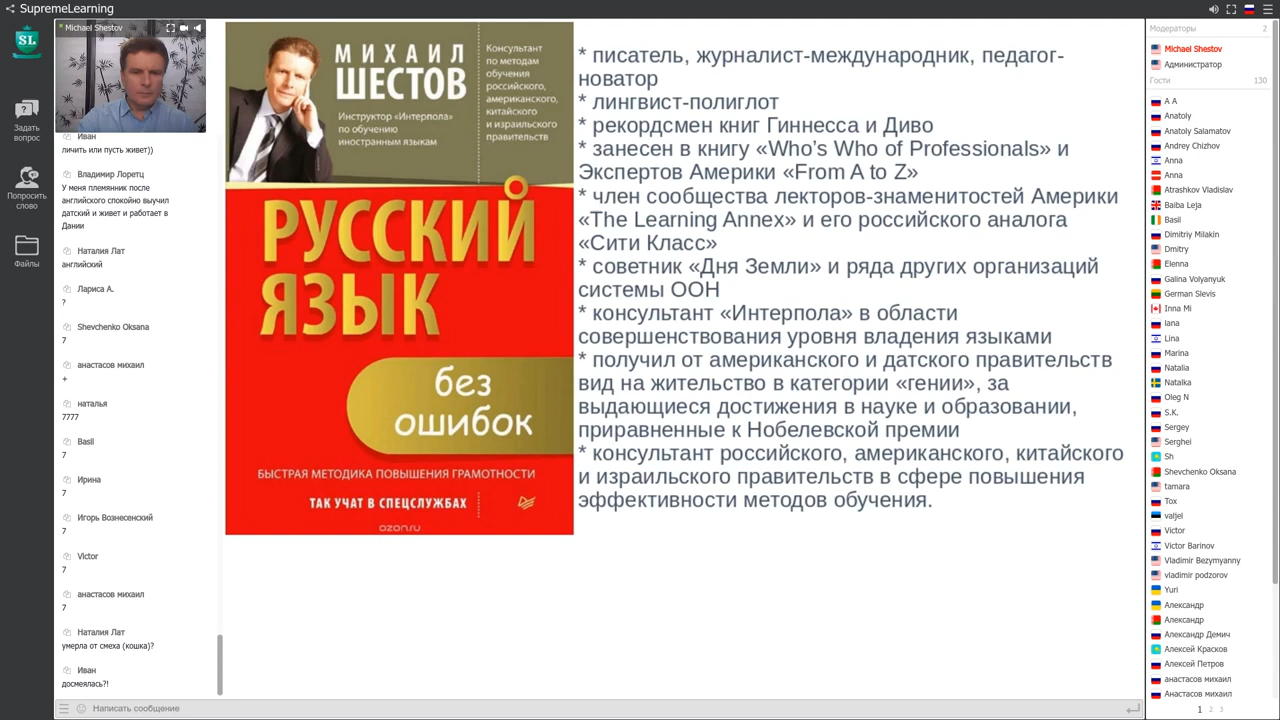 SupremeLearning
SL
Задать
вопрос
Попросить
слово
Файлы
Michael Shestov
Иван
личить или пусть живет))
Владимир Лоретц
У меня племянник после
английского спокойно выучил
датский и живет и работает в
Дании
Наталия Лат
английский
Лариса А.
?
Shevchenko Oksana
7
анастасов михаил
+
наталья
7777
Basil
7
Ирина
7
Игорь Вознесенский
7
Victor
7
анастасов михаил
7
Наталия Лат
умерла от смеха (кошка)?
Иван
досмеялась?!
Написать сообщение
МИХАИЛ
ШЕСТОВ
Инструктор «Интерпола»
по обучению
иностранным языкам
Консультант
по методам
обучения
российского,
американского,
китайского
и израильского
правительств
РУССКИЙ
ЯЗЫК
без
ошибок
БЫСТРАЯ МЕТОДИКА ПОВЫШЕНИЯ ГРАМОТНОСТИ
ТАК УЧАТ В СПЕЦСЛУЖБАХ
ozon.ru
* писатель, журналист-международник, педагог-
новатор
* лингвист-полиглот
* рекордсмен книг Гиннесса и Диво
* занесен в книгу «Who's Who of Professionals» и
Экспертов Америки «From A to Z»
* член сообщества лекторов-знаменитостей Америки
«The Learning Annex» и его российского аналога
«Сити Класс»
* советник «Дня Земли» и ряда других организаций
системы ООН
* консультант «Интерпола» в области
совершенствования уровня владения языками
* получил от американского и датского правительств
вид на жительство в категории «гении», за
выдающиеся достижения в науке и образовании,
приравненные к Нобелевской премии
* консультант российского, американского, китайского
и израильского правительств в сфере повышения
эффективности методов обучения.
Модераторы 2
Michael Shestov
Администратор
Гости 130
A A
Anatoly
Anatoly Salamatov
Andrey Chizhov
Anna
Anna
Atrashkov Vladislav
Baiba Leja
Basil
Dimitriy Milakin
Dmitry
Elenna
Galina Volyanyuk
German Slevis
Inna Mi
Iana
Lina
Marina
Natalia
Natalka
Oleg N
S.K.
Sergey
Serghei
Sh
Shevchenko Oksana
tamara
Tox
valjel
Victor
Victor Barinov
Vladimir Bezymyanny
vladimir podzorov
Yuri
Александр
Александр
Александр Демич
Алексей Красков
Алексей Петров
анастасов михаил
Анастасов михаил
1 2 3